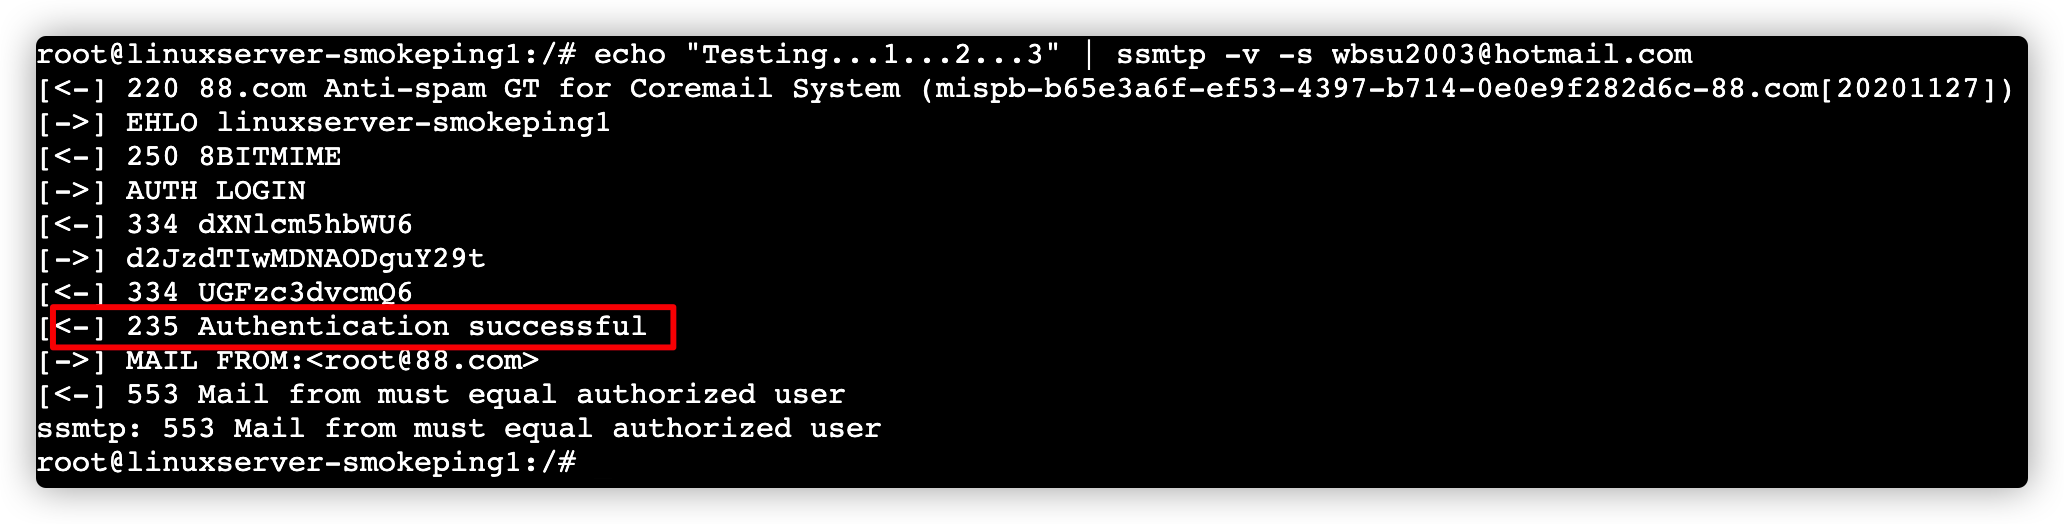 root@linuxserver-smokeping1:/# echo "Testing...1...2...3" | ssmtp -v -s wbsu2003@hotmail.com
[<-] 220 88.com Anti-spam GT for Coremail System (mispb-b65e3a6f-ef53-4397-b714-0e0e9f282d6c-88.com[20201127])
[->] EHLO linuxserver-smokeping1
[<-] 250 8BITMIME
[->] AUTH LOGIN
[<-] 334 dXNlcm5hbWU6
[->] d2JzdTIwMDNAODguY29t
[<-] 334 UGFzc3dvcmQ6
[<-] 235 Authentication successful
[->] MAIL FROM:<root@88.com>
[<-] 553 Mail from must equal authorized user
ssmtp: 553 Mail from must equal authorized user
root@linuxserver-smokeping1:/#